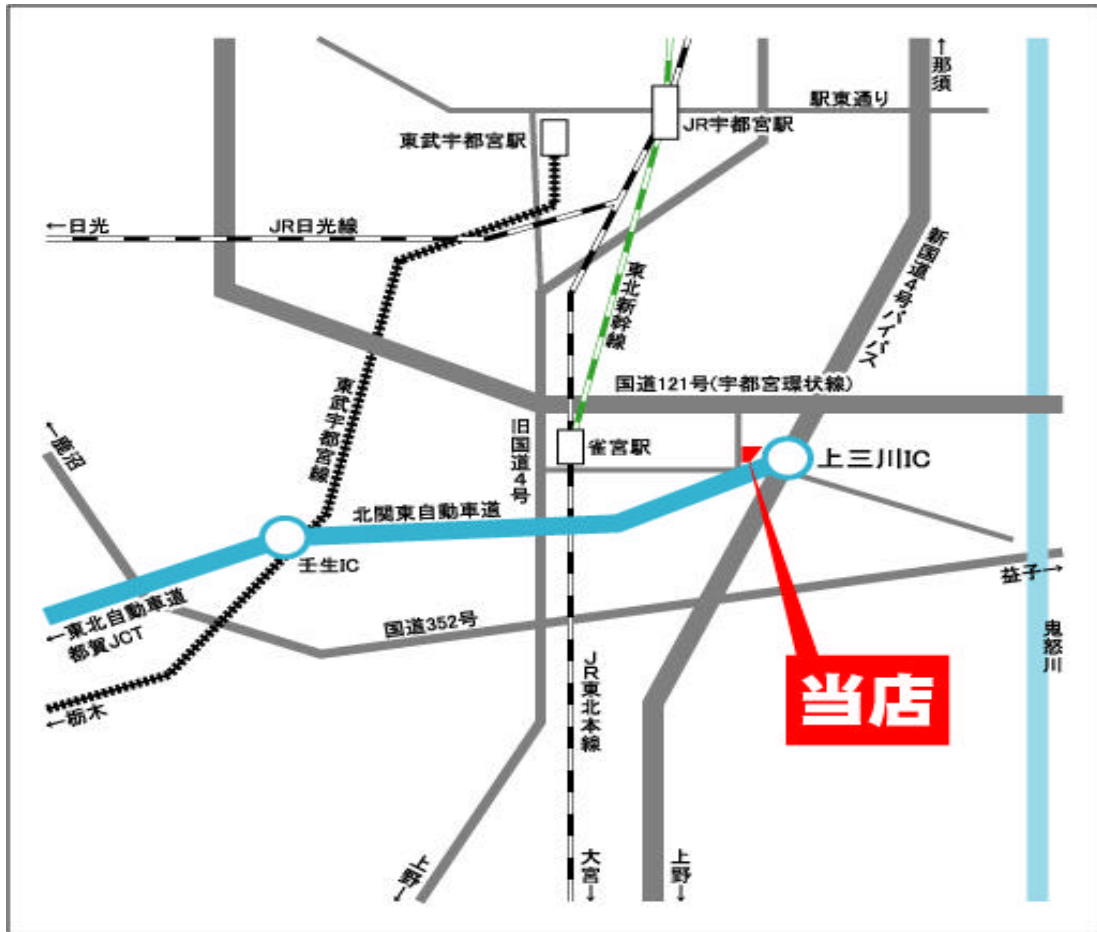 ↑那須
駅東通り
JR宇都宮駅
東武宇都宮駅
←日光
JR日光線
新国道4号バイパス
東北新幹線
国道121号(宇都宮環状線)
東武宇都宮線
旧国道4号
雀宮駅
上三川IC
←鹿沼
北関東自動車道
壬生IC
益子→
←東北自動車道
都賀JCT
国道352号
鬼怒川
JR東北本線
当店
←栃木
上野↓
大宮↓
上野↓